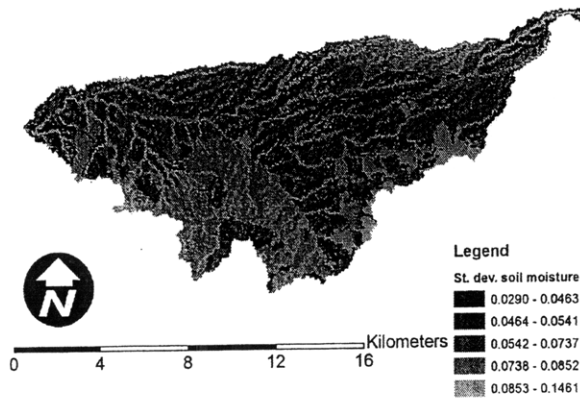 Legend
St. dev. soil moisture
0.0290 - 0.0463
0.0464 - 0.0541
0.0542 - 0.0737
0.0738 - 0.0852
0.0853 - 0.1461
N
Kilometers
0 4 8 12 16